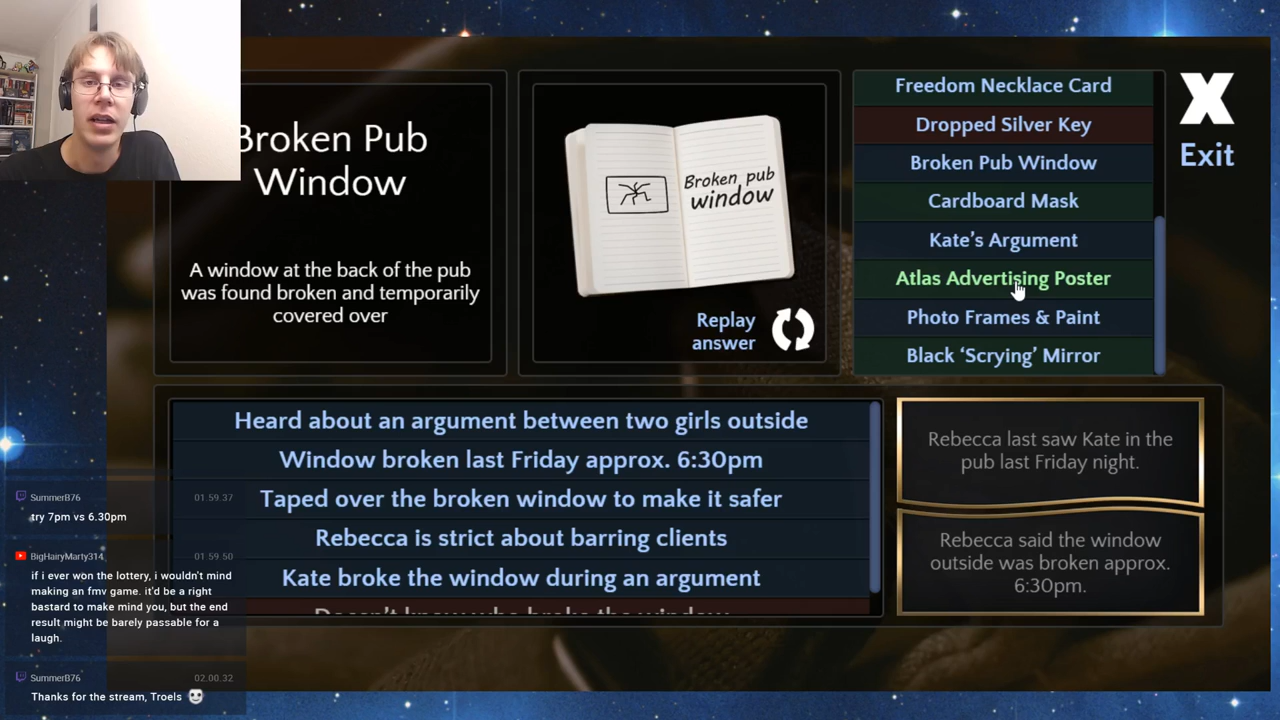 Broken Pub
Window
A window at the back of the pub
was found broken and temporarily
covered over
Broken pub
window
Replay
answer
Freedom Necklace Card
Dropped Silver Key
Broken Pub Window
Cardboard Mask
Kate's Argument
Atlas Advertising Poster
Photo Frames & Paint
Black ‘Scrying’ Mirror
X
Exit
Heard about an argument between two girls outside
Window broken last Friday approx. 6:30pm
Taped over the broken window to make it safer
Rebecca is strict about barring clients
Kate broke the window during an argument
Doesn't know who broke the window
Rebecca last saw Kate in the
pub last Friday night.
Rebecca said the window
outside was broken approx.
6:30pm.
SummerB76 01.59.37
try 7pm vs 6.30pm
BigHairyMarty314 01.59.50
if i ever won the lottery, i wouldn't mind
making an fmv game. it'd be a right
bastard to make mind you, but the end
result might be barely passable for a
laugh.
SummerB76 02.00.32
Thanks for the stream, Troels